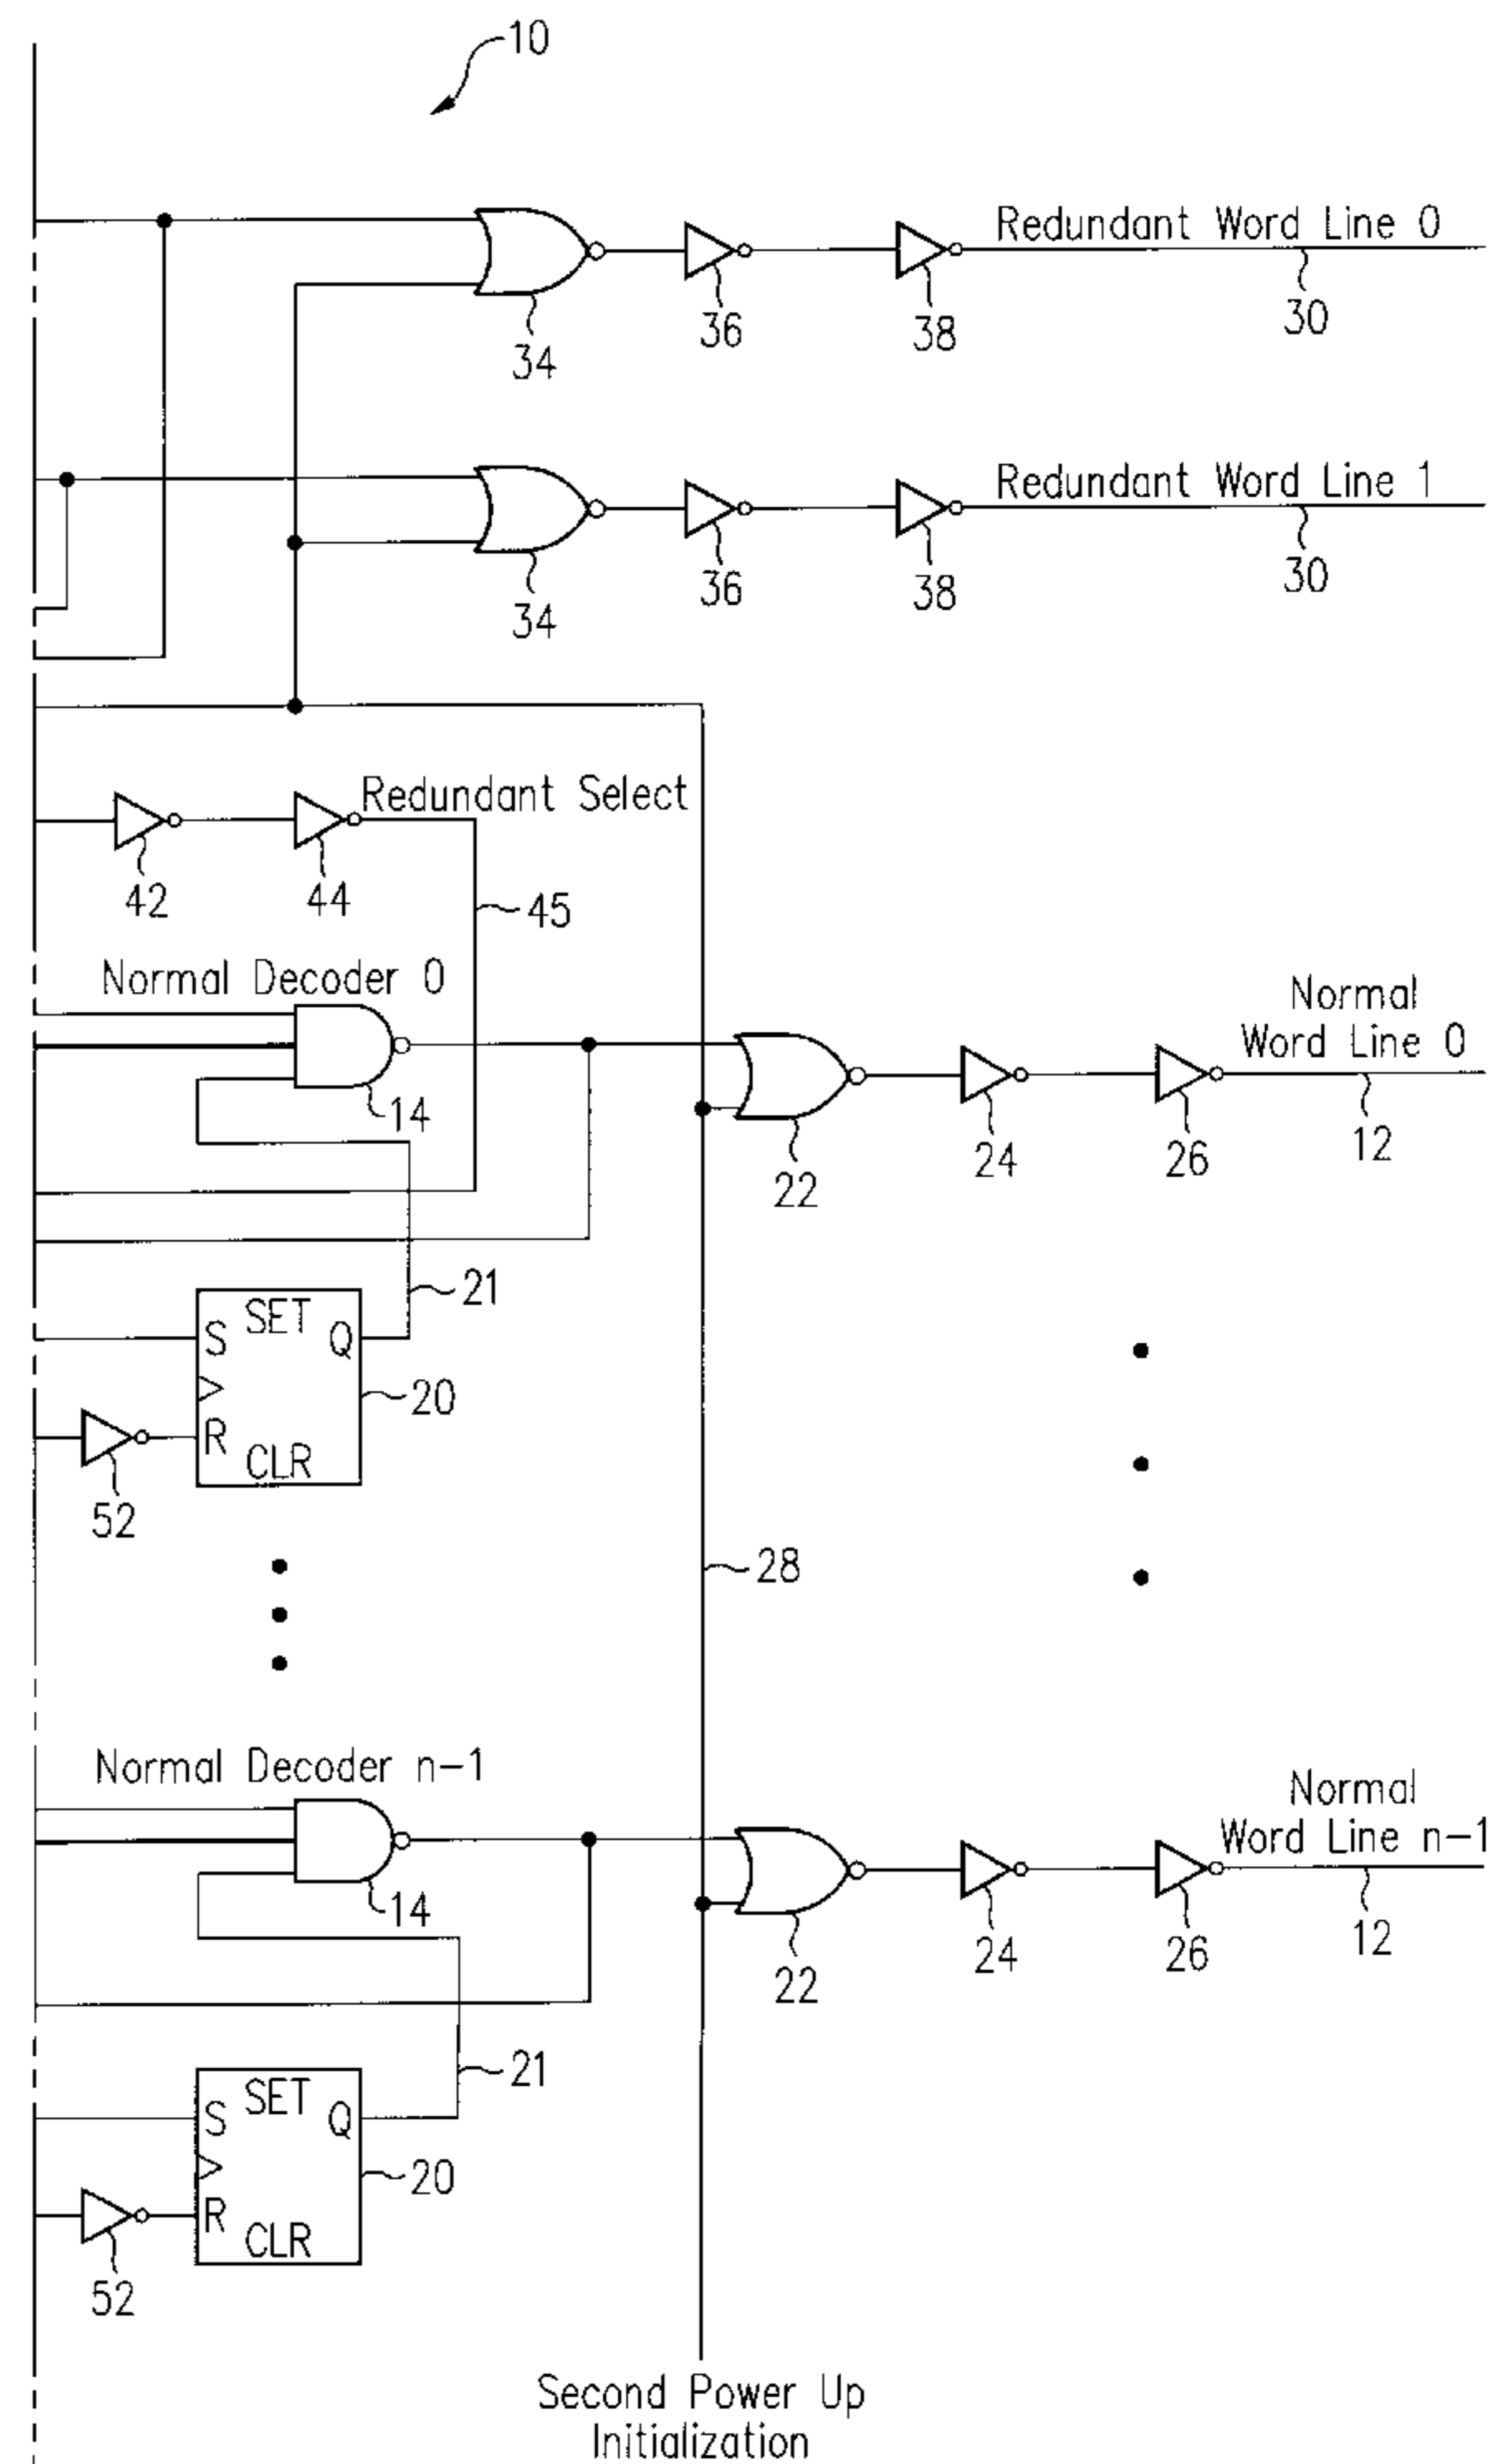 10
Redundant Word Line 0
34
36
38
30
Redundant Word Line 1
34
36
38
30
Redundant Select
42
44
45
Normal Decoder 0
Normal
Word Line 0
14
22
24
26
12
21
SET
S Q
20
R
CLR
52
28
Normal Decoder n-1
Normal
Word Line n-1
14
22
24
26
12
21
SET
S Q
20
R
CLR
52
Second Power Up
Initialization